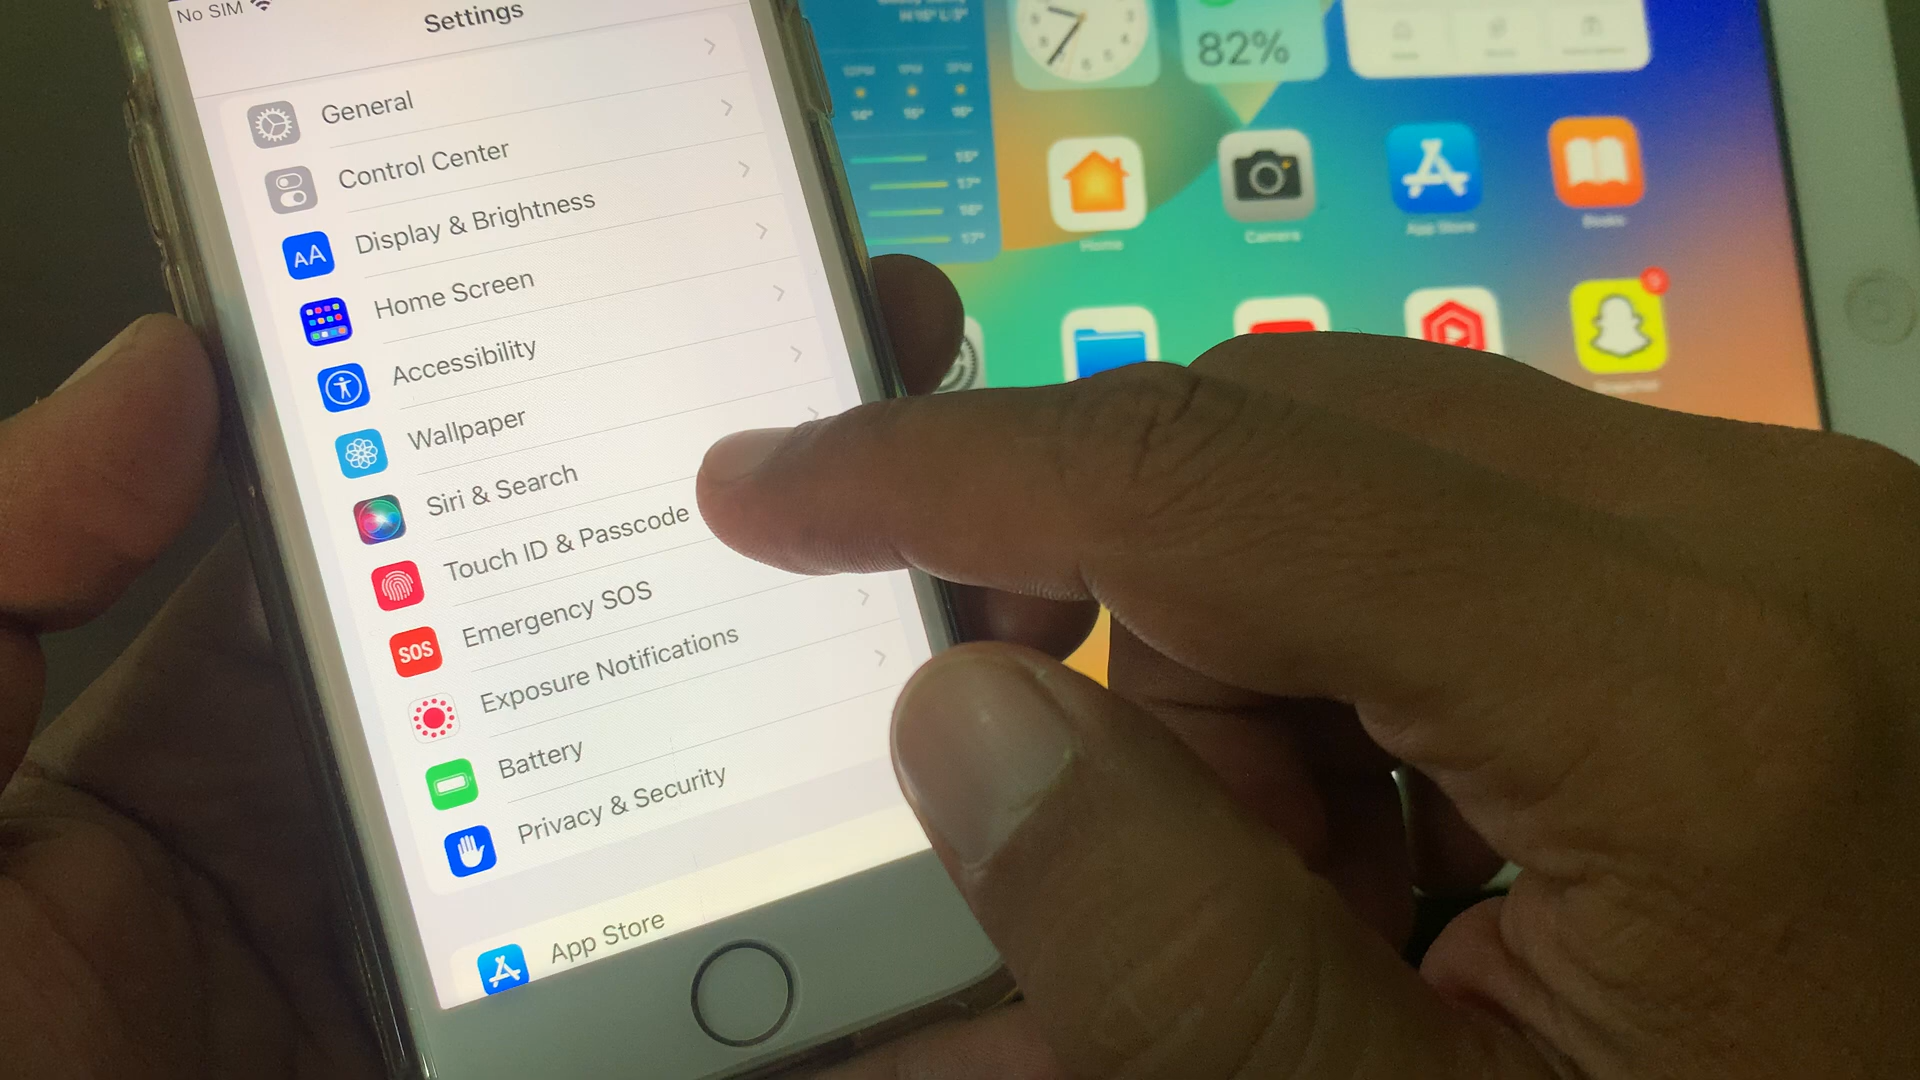 No SIM
Settings
General
Control Center
Display & Brightness
AA
Home Screen
Accessibility
Wallpaper
Siri & Search
Touch ID & Passcode
Emergency SOS
SOS
Exposure Notifications
Battery
Privacy & Security
App Store
82%
Home
Camera
App Store
Books